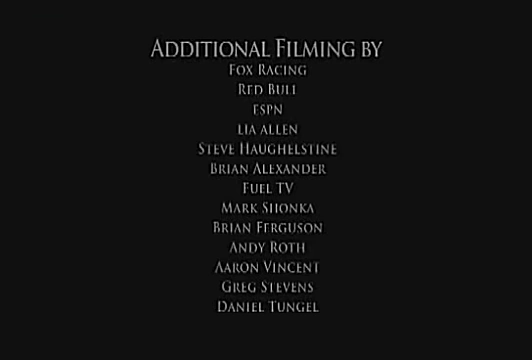 ADDITIONAL FILMING BY
FOX RACING
RED BULL
ESPN
LIA ALLEN
STEVE HAUGHELSTINE
BRIAN ALEXANDER
FUEL TV
MARK SHONKA
BRIAN FERGUSON
ANDY ROTH
AARON VINCENT
GREG STEVENS
DANIEL TUNGEL